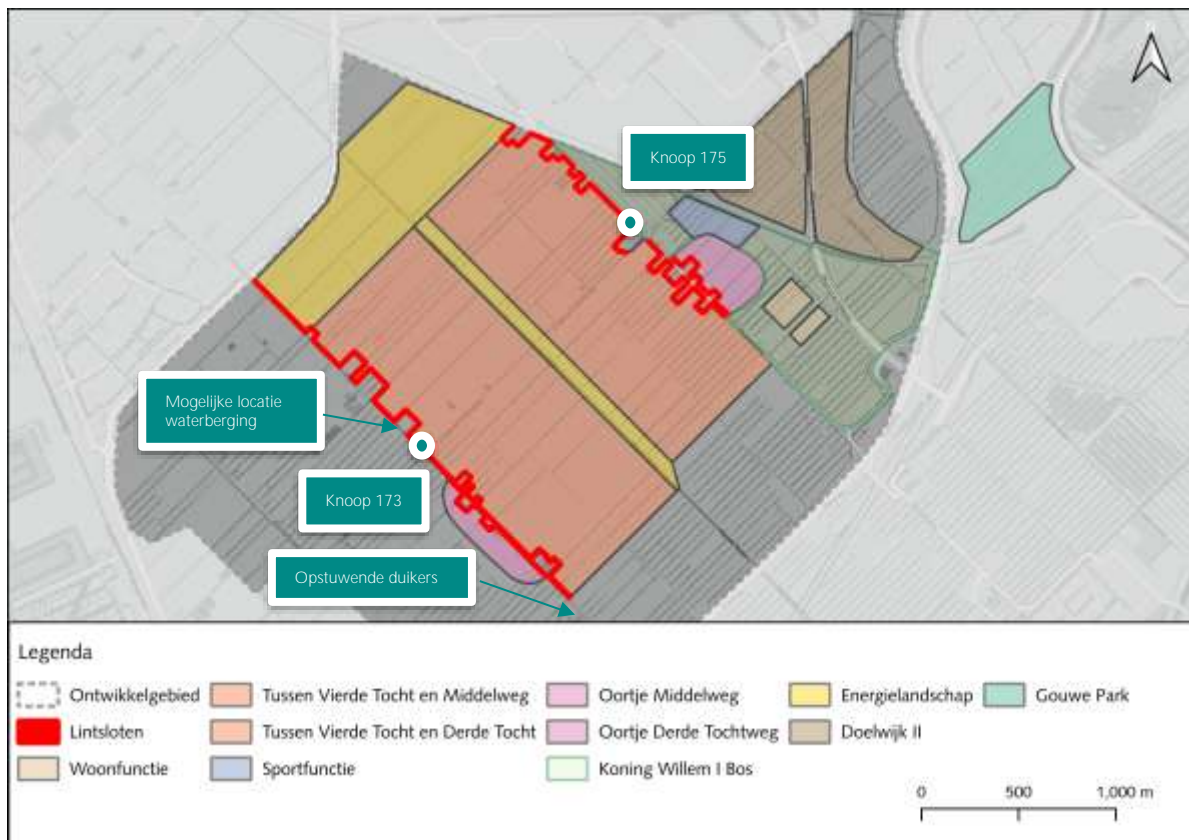 Knoop 175
Mogelijke locatie
waterberging
Knoop 173
Opstuwende duikers
Legenda
Ontwikkelgebied
Tussen Vierde Tocht en Middelweg
Oortje Middelweg
Energielandschap
Gouwe Park
Lintsloten
Tussen Vierde Tocht en Derde Tocht
Oortje Derde Tochtweg
Doelwijk II
Woonfunctie
Sportfunctie
Koning Willem I Bos
0 500 1,000 m